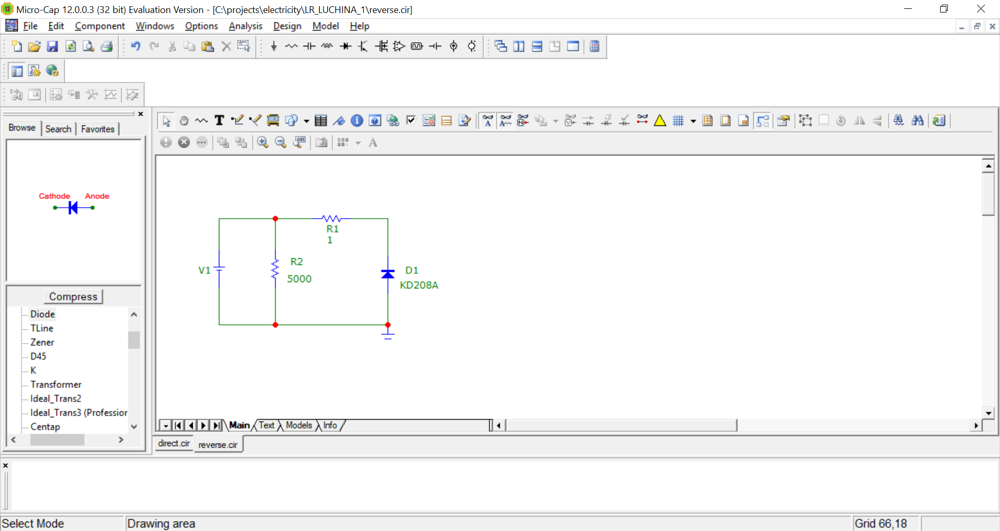 Micro-Cap 12.0.0.3 (32 bit) Evaluation Version - [C:\projects\electricity\LR_LUCHINA_1\reverse.cir]
File Edit Component Windows Options Analysis Design Model Help
Browse Search Favorites
Cathode Anode
Compress
Diode
TLine
Zener
D45
K
Transformer
Ideal_Trans2
Ideal_Trans3 (Profession
Centap
R1
1
R2
5000
V1
D1
KD208A
Main Text Models Info
direct.cir reverse.cir
Select Mode Drawing area Grid 66,18